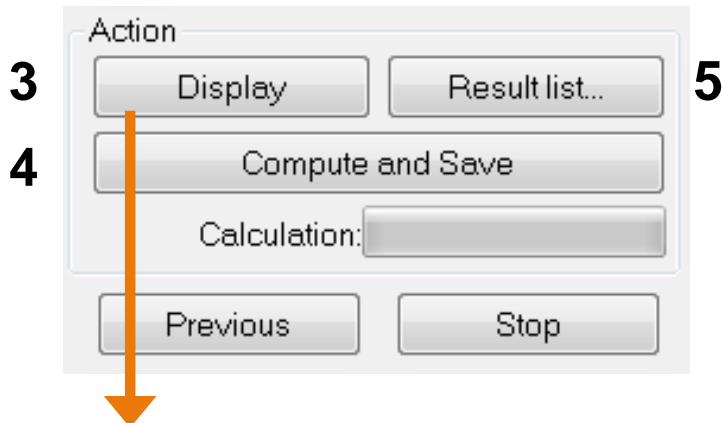 Action
3 Display Result list... 5
4 Compute and Save
Calculation:
Previous Stop